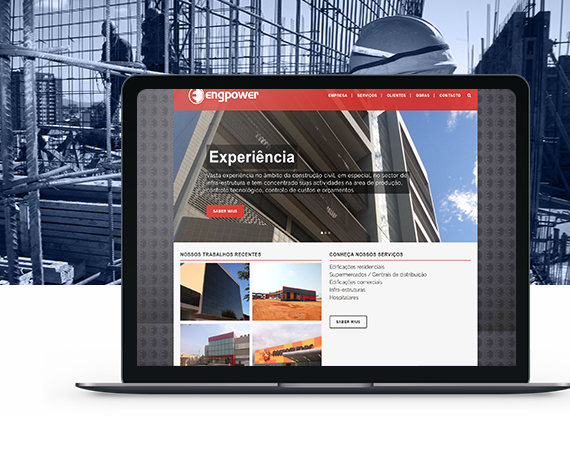 engpower
EMPRESA | SERVIÇOS | CLIENTES | OBRAS | CONTACTO
Experiência
Vasta experiência no âmbito da construção civil, em especial, no sector de
infra-estrutura e tem concentrado suas actividades na area de produção,
controlo tecnológico, controlo de custos e orçamentos
SABER MAIS
NOSSOS TRABALHOS RECENTES
CONHEÇA NOSSOS SERVIÇOS
Edificações residenciais
Supermercados / Centrais de distribuição
Edificações comerciais
Infra-estruturas
Hospitalares
SABER MAIS